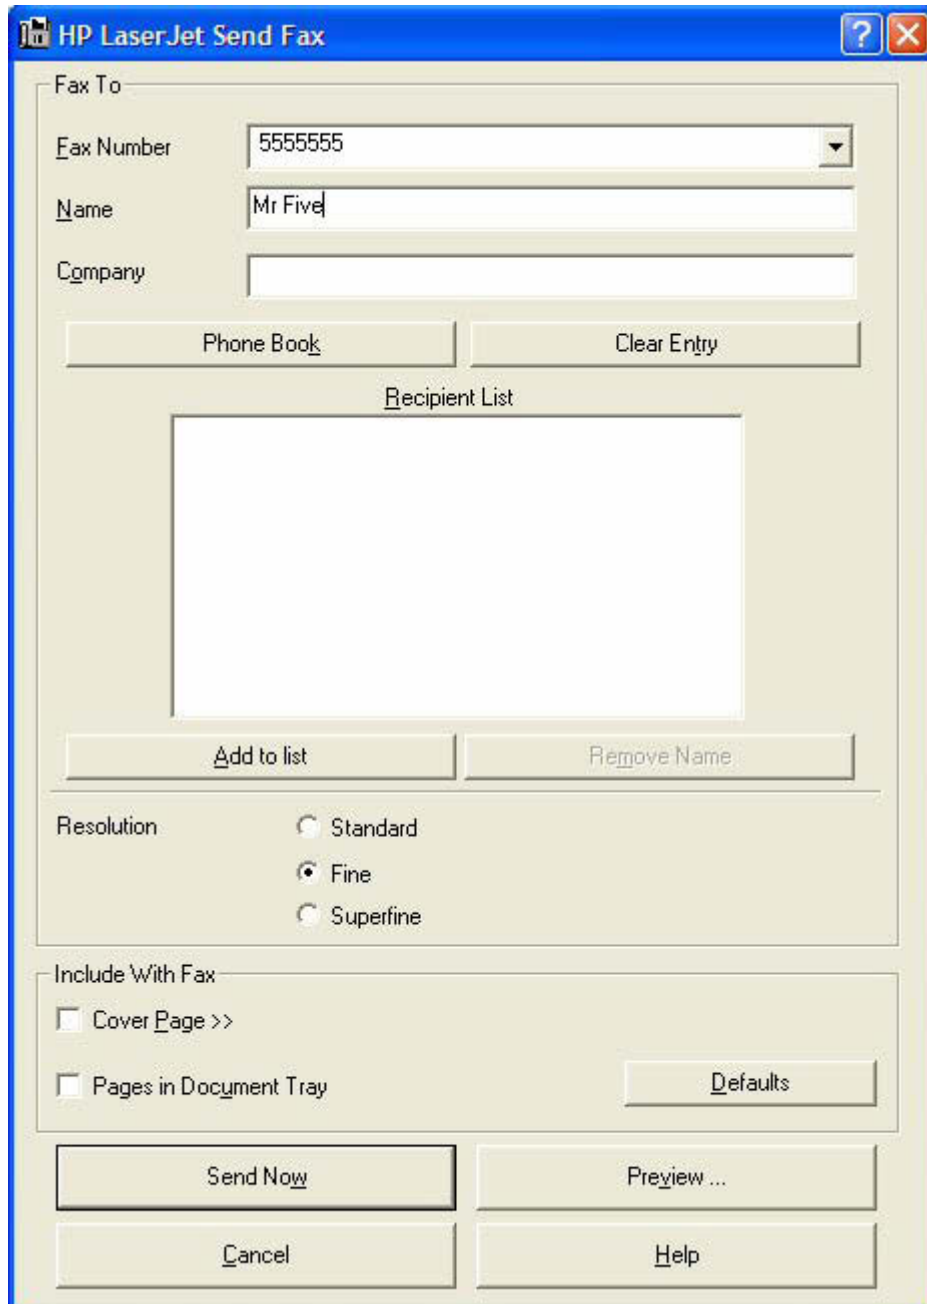 HP LaserJet Send Fax
Fax To
Fax Number 5555555
Name Mr Five
Company
Phone Book Clear Entry
Recipient List
Add to list Remove Name
Resolution Standard
Fine
Superfine
Include With Fax
Cover Page >>
Pages in Document Tray Defaults
Send Now Preview ...
Cancel Help